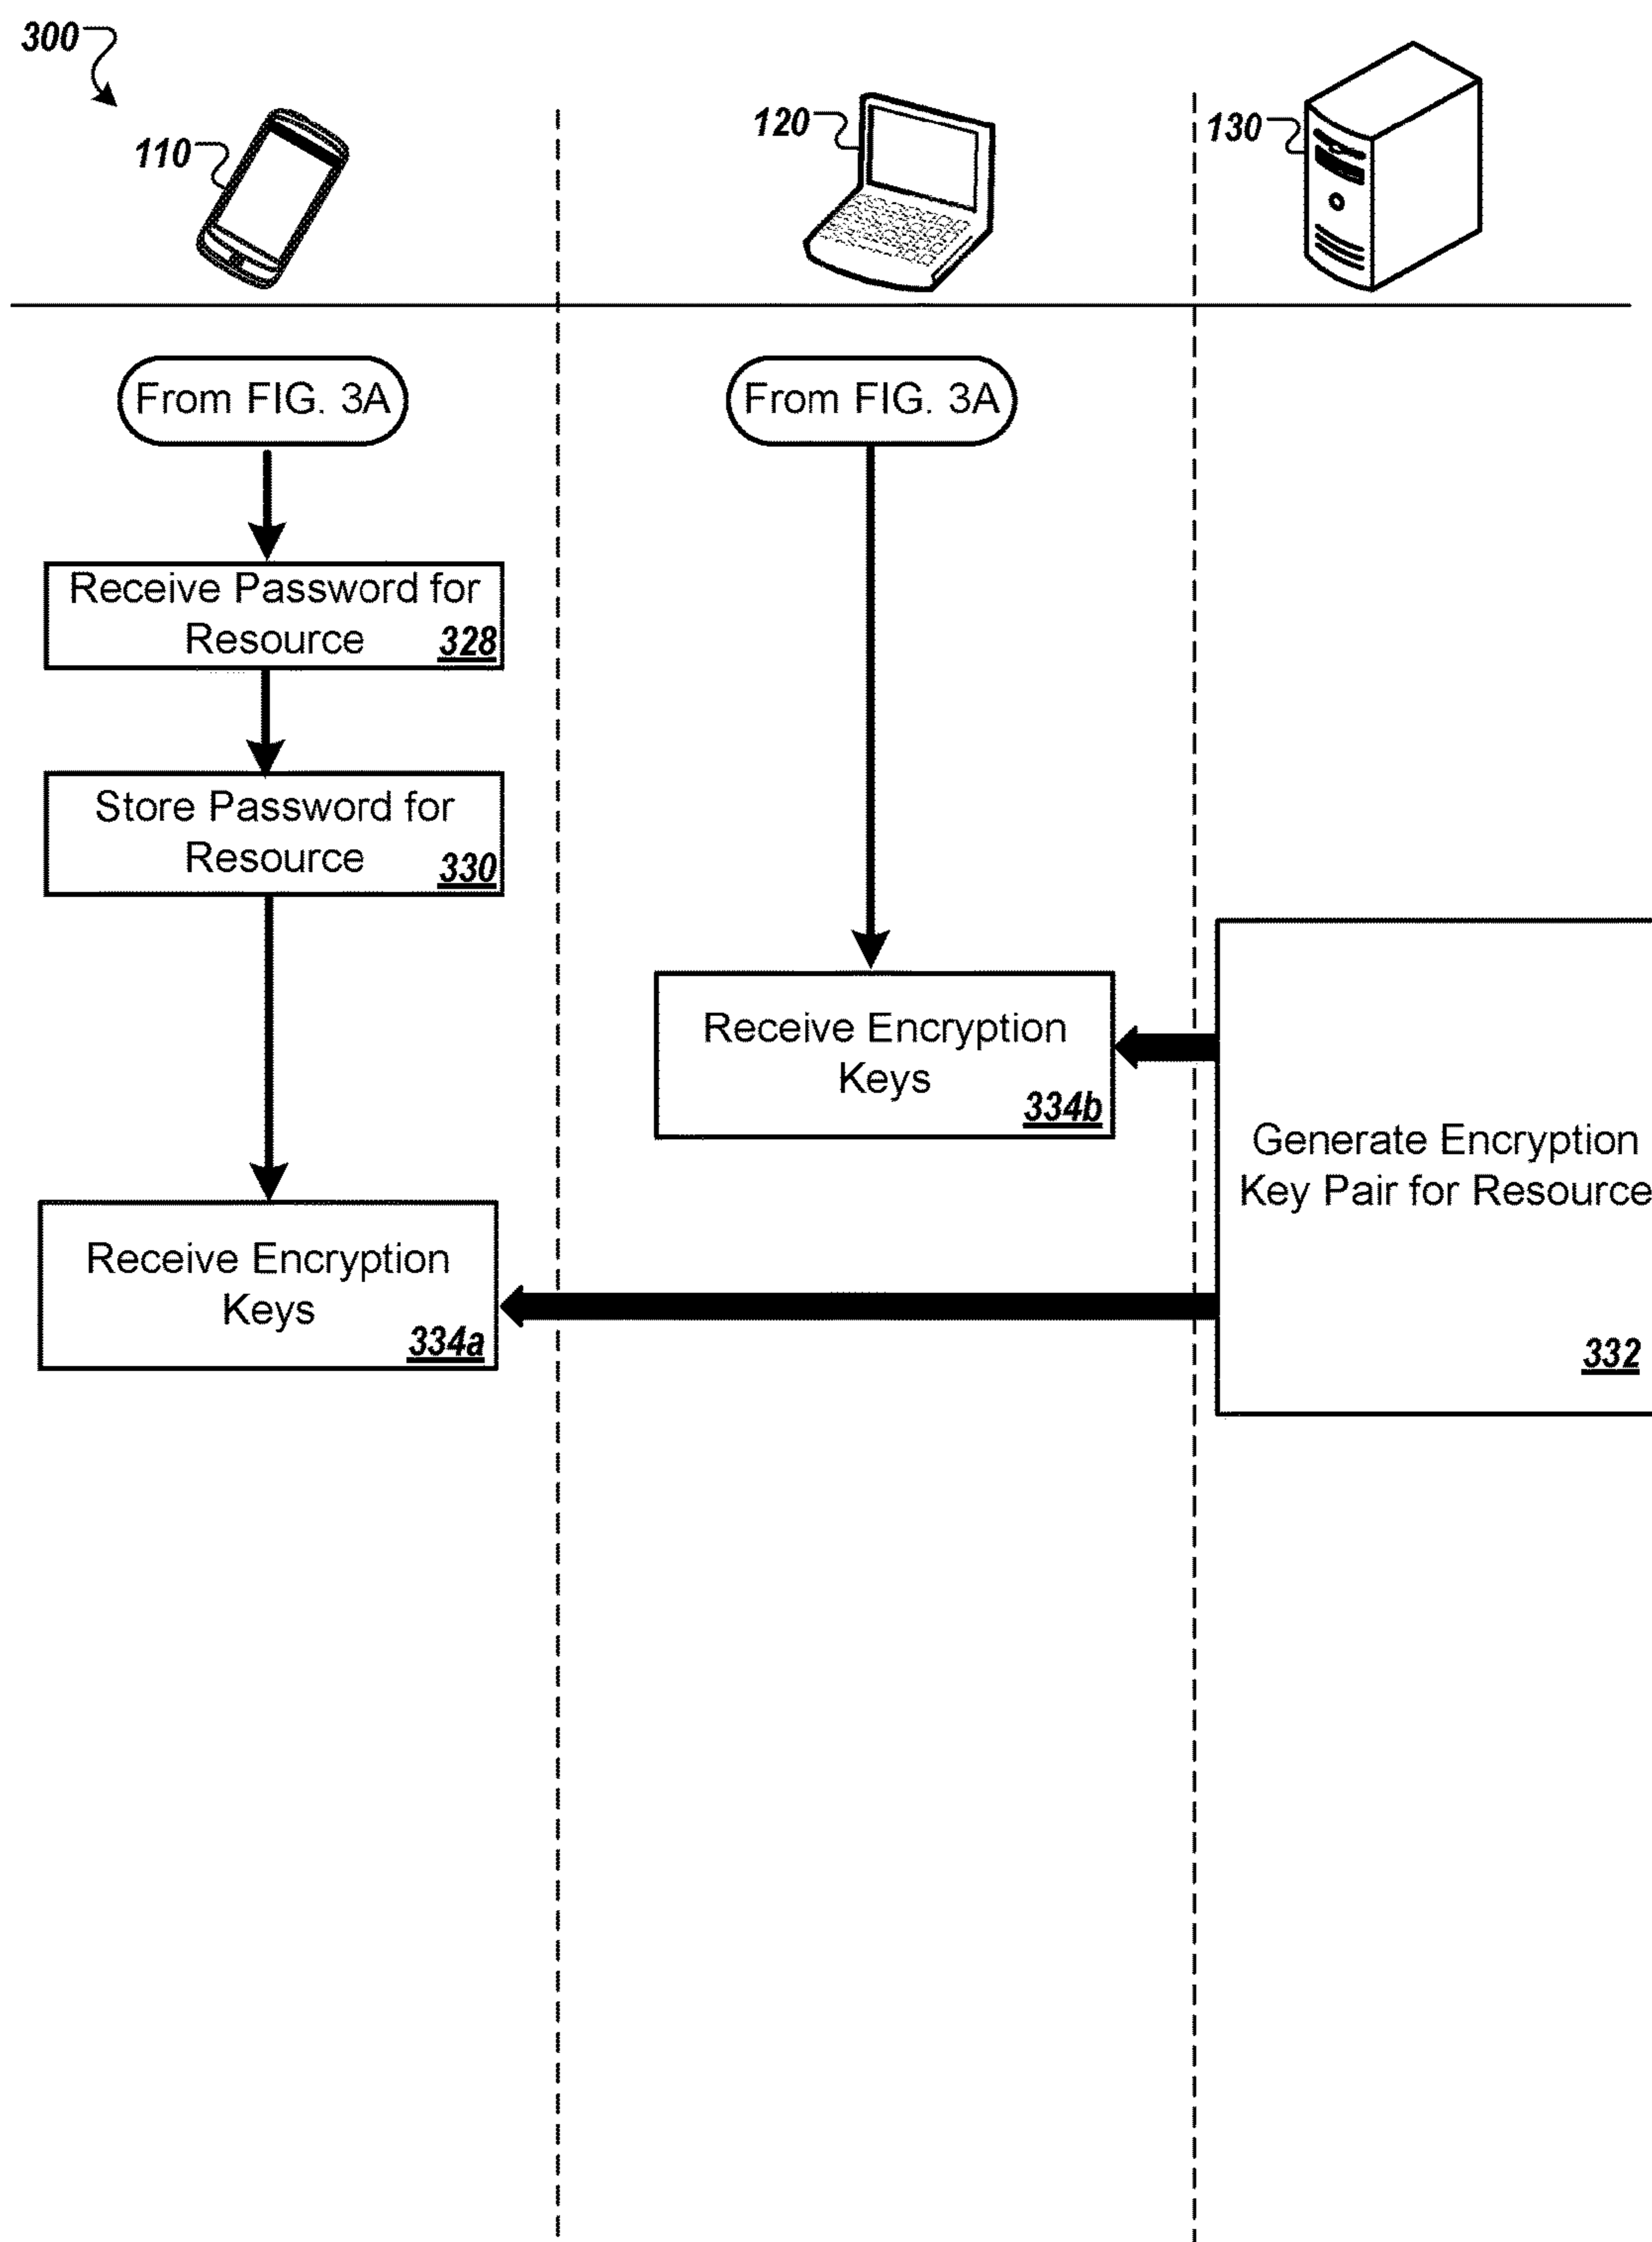 300
110
120
130
From FIG. 3A
From FIG. 3A
Receive Password for
Resource
328
Store Password for
Resource
330
Receive Encryption
Keys
334b
Generate Encryption
Key Pair for Resource
332
Receive Encryption
Keys
334a